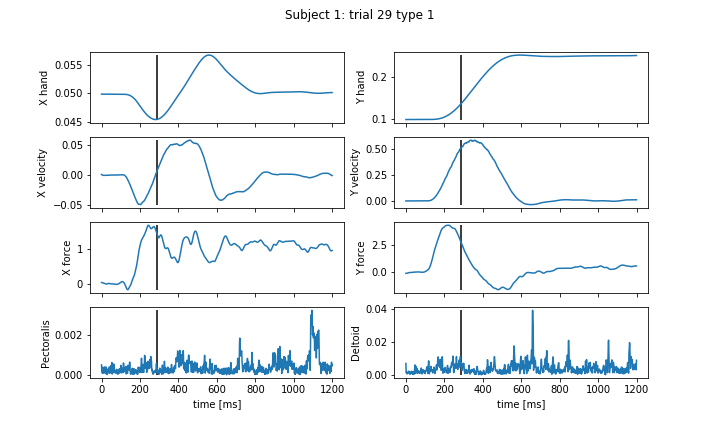 Subject 1: trial 29 type 1
X hand
0.055
0.050
0.045
Y hand
0.2
0.1
X velocity
0.05
0.00
−0.05
Y velocity
0.50
0.25
0.00
X force
1
0
Y force
2.5
0.0
Pectoralis
0.002
0.000
0 200 400 600 800 1000 1200
time [ms]
Deltoid
0.04
0.02
0.00
0 200 400 600 800 1000 1200
time [ms]